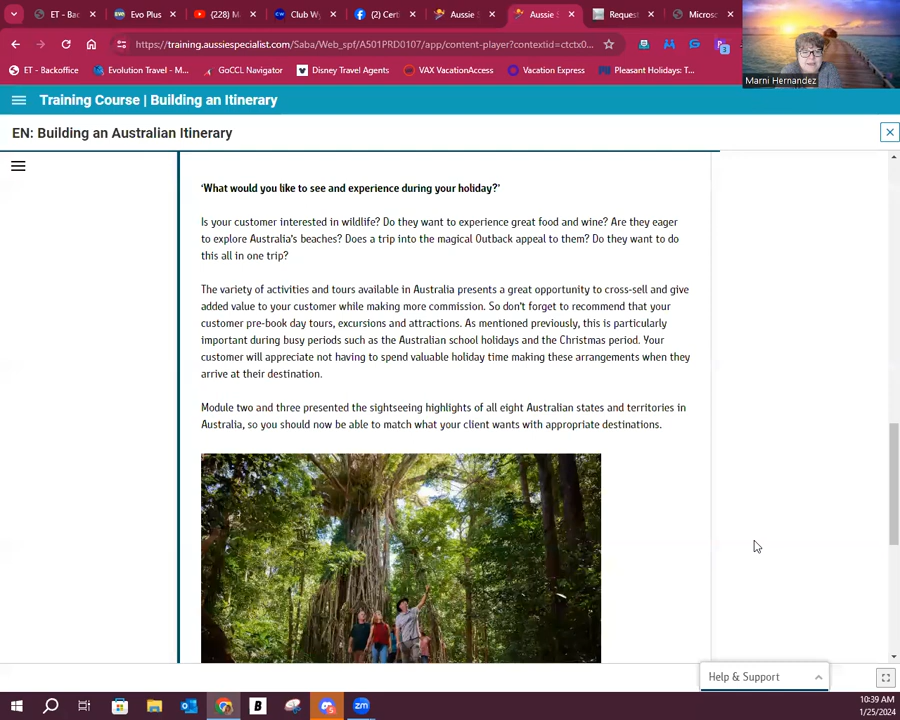 ET - Bac
Evo Plus
(228) M
Club W
(2) Cert
Aussie S
Aussie S
Request
Microsc
https://training.aussiespecialist.com/Saba/Web_spf/A501PRD0107/app/content-player?contextid=ctctx0...
3
ET - Backoffice
Evolution Travel - M...
GoCCL Navigator
Disney Travel Agents
VAX VacationAccess
Vacation Express
Pleasant Holidays: T...
Marni Hernandez
Training Course | Building an Itinerary
EN: Building an Australian Itinerary
'What would you like to see and experience during your holiday?'
Is your customer interested in wildlife? Do they want to experience great food and wine? Are they eager
to explore Australia's beaches? Does a trip into the magical Outback appeal to them? Do they want to do
this all in one trip?
The variety of activities and tours available in Australia presents a great opportunity to cross-sell and give
added value to your customer while making more commission. So don't forget to recommend that your
customer pre-book day tours, excursions and attractions. As mentioned previously, this is particularly
important during busy periods such as the Australian school holidays and the Christmas period. Your
customer will appreciate not having to spend valuable holiday time making these arrangements when they
arrive at their destination.
Module two and three presented the sightseeing highlights of all eight Australian states and territories in
Australia, so you should now be able to match what your client wants with appropriate destinations.
Help & Support
B
zm
10:39 AM
1/25/2024